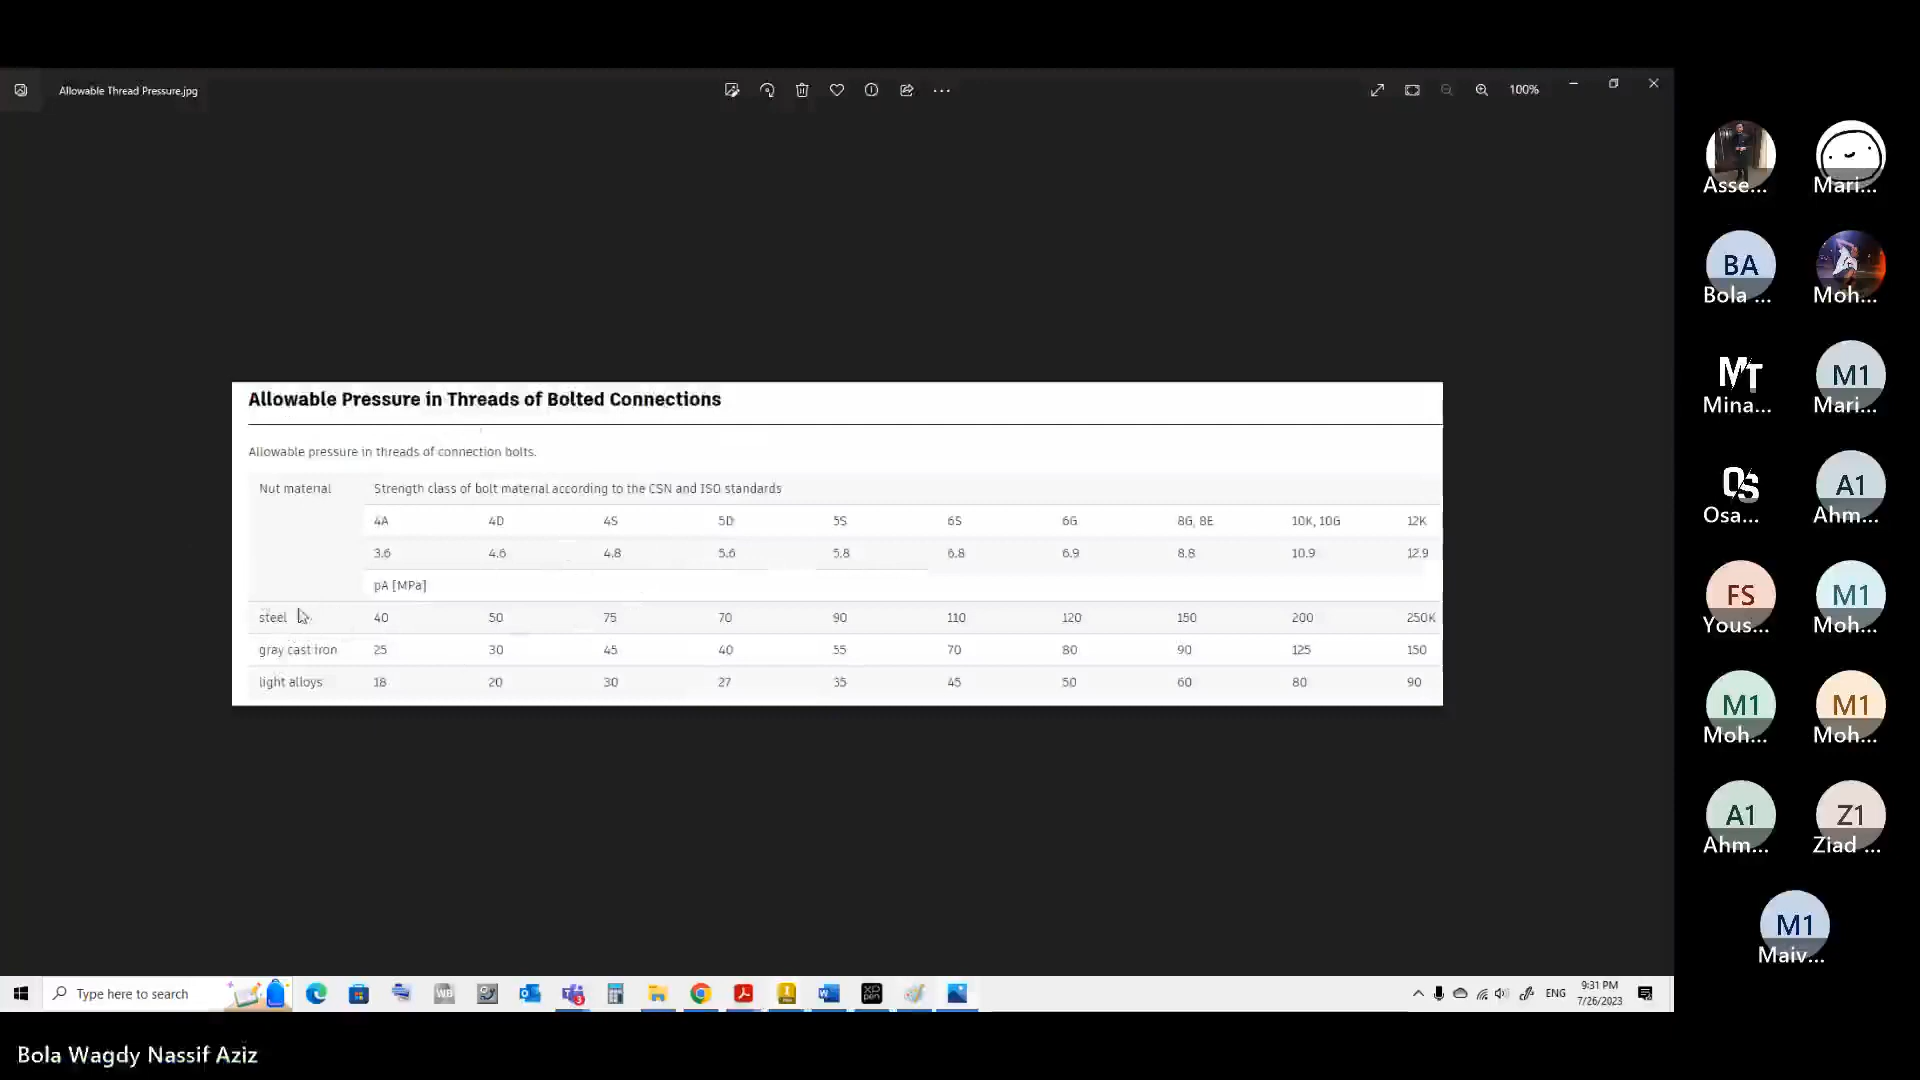 Allowable Thread Pressure.jpg
100%
Allowable Pressure in Threads of Bolted Connections
Allowable pressure in threads of connection bolts.
Nut material Strength class of bolt material according to the CSN and ISO standards
4A 4D 4S 5D 5S 6S 6G 8G, 8E 10K, 10G 12K
3.6 4.6 4.8 5.6 5.8 6.8 6.9 8.8 10.9 12.9
pA [MPa]
steel 40 50 75 70 90 110 120 150 200 250K
gray cast iron 25 30 45 40 55 70 80 90 125 150
light alloys 18 20 30 27 35 45 50 60 80 90
Asse... Mari...
BA
Bola ... Moh...
MT M1
Mina... Mari...
OS A1
Osa... Ahm...
FS M1
Yous... Moh...
M1 M1
Moh... Moh...
A1 Z1
Ahm... Ziad ...
M1
Maiv...
Type here to search
WB
xp
pen
3
ENG
9:31 PM
7/26/2023
Bola Wagdy Nassif Aziz